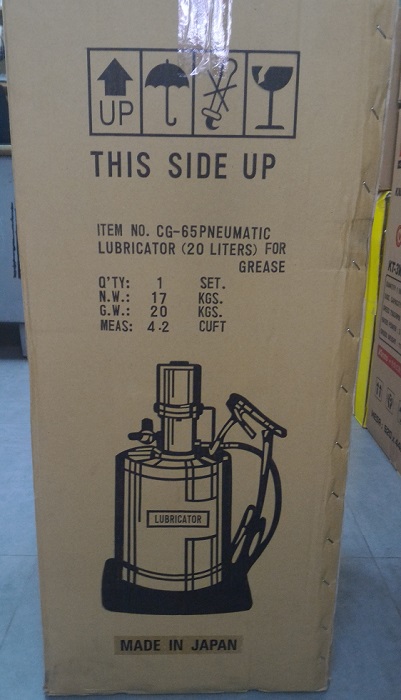 UP
THIS SIDE UP
ITEM NO. CG-65PNEUMATIC
LUBRICATOR (20 LITERS) FOR
GREASE
Q'TY: 1 SET.
N.W.: 17 KGS.
G.W.: 20 KGS.
MEAS: 4.2 CUFT
LUBRICATOR
MADE IN JAPAN